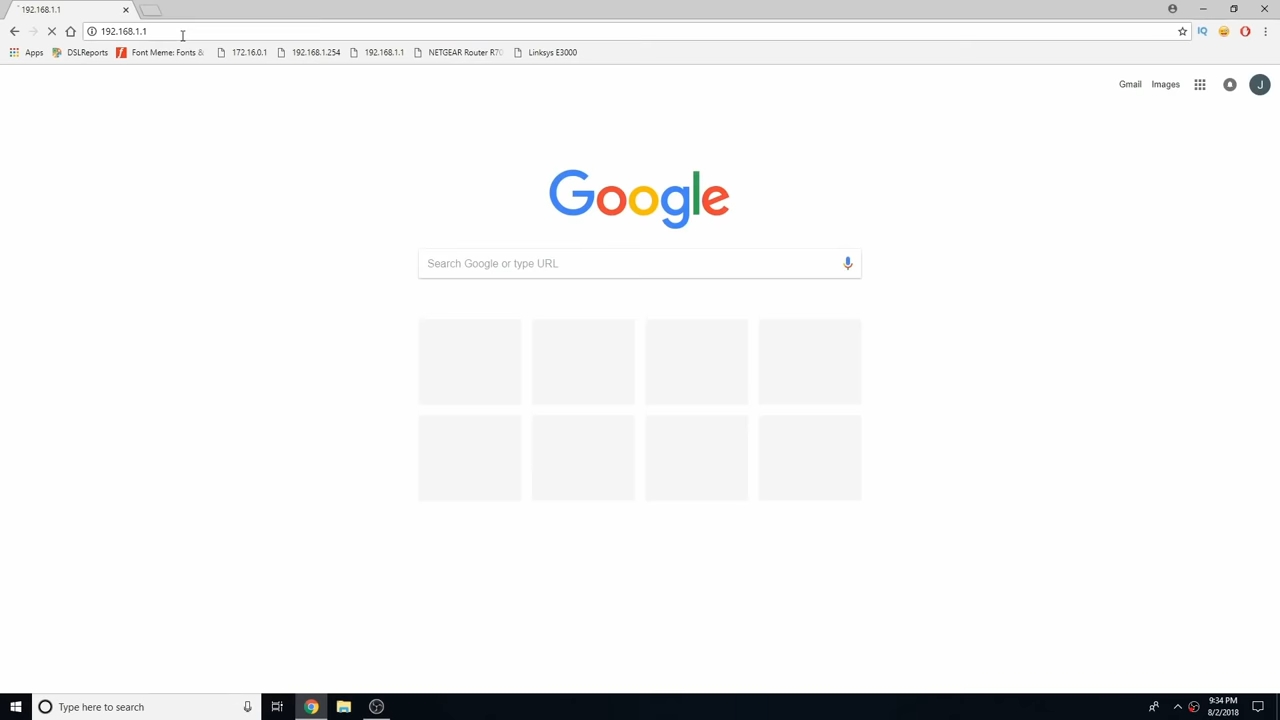 192.168.1.1
192.168.1.1
Apps DSLReports Font Meme: Fonts & 172.16.0.1 192.168.1.254 192.168.1.1 NETGEAR Router R70 Linksys E3000
Gmail Images J
Google
Search Google or type URL
Type here to search
9:34 PM
8/2/2018